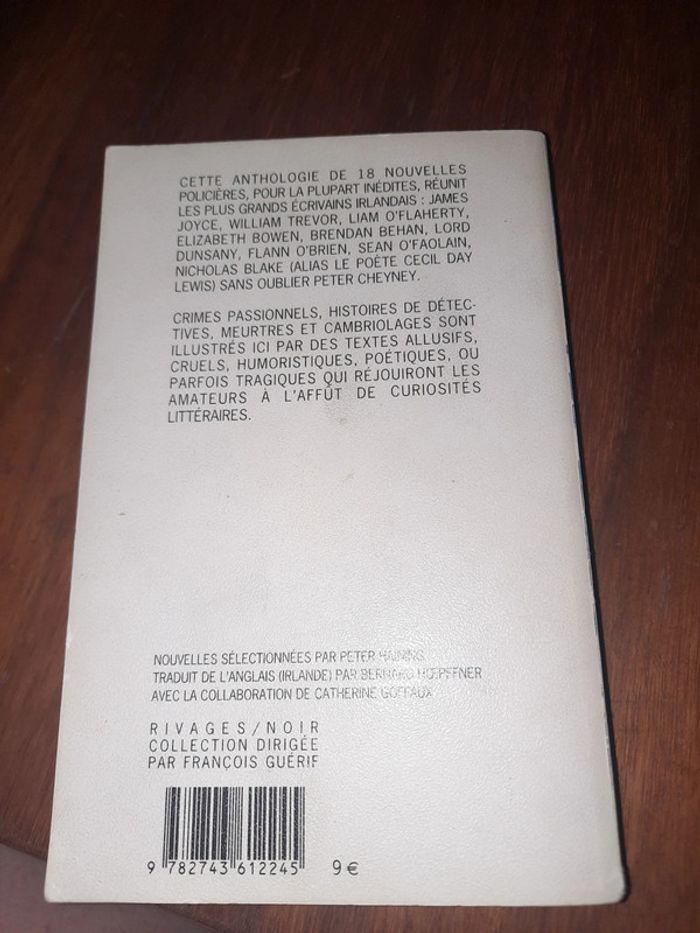 CETTE ANTHOLOGIE DE 18 NOUVELLES
POLICIÈRES, POUR LA PLUPART INÉDITES, RÉUNIT
LES PLUS GRANDS ÉCRIVAINS IRLANDAIS : JAMES
JOYCE, WILLIAM TREVOR, LIAM O'FLAHERTY,
ELIZABETH BOWEN, BRENDAN BEHAN, LORD
DUNSANY, FLANN O'BRIEN, SEAN O'FAOLAIN,
NICHOLAS BLAKE (ALIAS LE POÈTE CECIL DAY
LEWIS) SANS OUBLIER PETER CHEYNEY.
CRIMES PASSIONNELS, HISTOIRES DE DÉTEC-
TIVES, MEURTRES ET CAMBRIOLAGES SONT
ILLUSTRÉS ICI PAR DES TEXTES ALLUSIFS,
CRUELS, HUMORISTIQUES, POÉTIQUES, OU
PARFOIS TRAGIQUES QUI RÉJOUIRONT LES
AMATEURS À L'AFFÛT DE CURIOSITÉS
LITTÉRAIRES.
NOUVELLES SÉLECTIONNÉES PAR PETER HAINING
TRADUIT DE L'ANGLAIS (IRLANDE) PAR BERNARD HŒPFFNER
AVEC LA COLLABORATION DE CATHERINE GOFFAUX
RIVAGES/NOIR
COLLECTION DIRIGÉE
PAR FRANÇOIS GUÉRIF
9 782743 612245 9 €